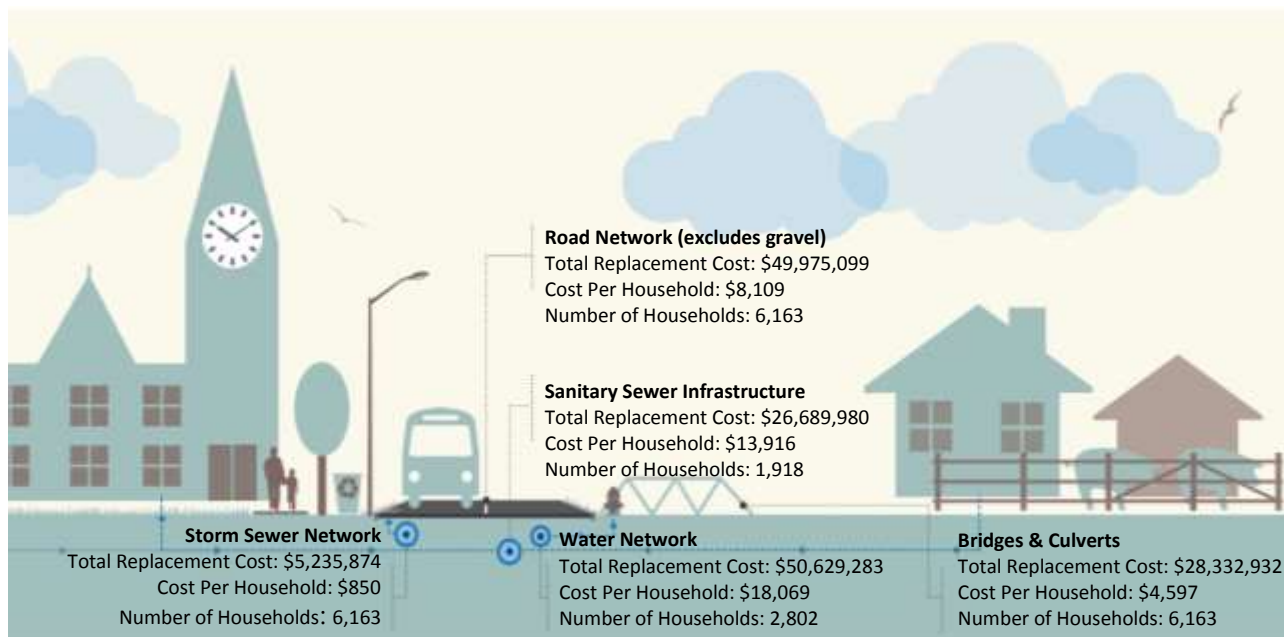 Road Network (excludes gravel)
Total Replacement Cost: $49,975,099
Cost Per Household: $8,109
Number of Households: 6,163
Sanitary Sewer Infrastructure
Total Replacement Cost: $26,689,980
Cost Per Household: $13,916
Number of Households: 1,918
Storm Sewer Network
Total Replacement Cost: $5,235,874
Cost Per Household: $850
Number of Households: 6,163
Water Network
Total Replacement Cost: $50,629,283
Cost Per Household: $18,069
Number of Households: 2,802
Bridges & Culverts
Total Replacement Cost: $28,332,932
Cost Per Household: $4,597
Number of Households: 6,163